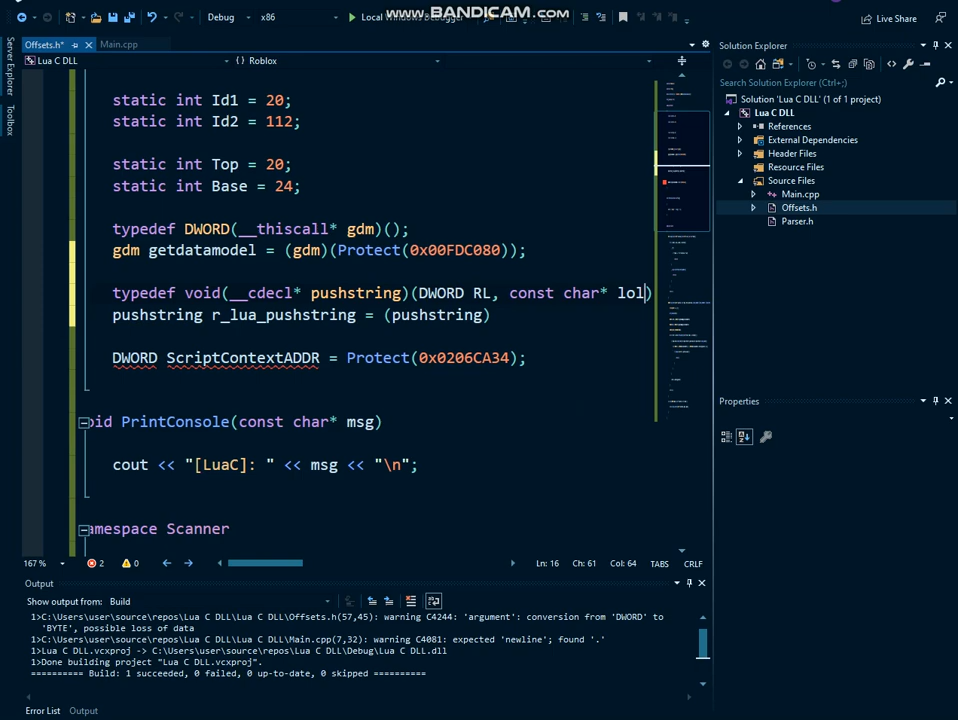 www.BANDICAM.com
Debug
x86
Local Windows Debugger
Live Share
Offsets.h*
Main.cpp
Lua C DLL
{ } Roblox
Server Explorer
Toolbox
static int Id1 = 20;
static int Id2 = 112;
static int Top = 20;
static int Base = 24;
typedef DWORD(__thiscall* gdm)();
gdm getdatamodel = (gdm)(Protect(0x00FDC080));
typedef void(__cdecl* pushstring)(DWORD RL, const char* lol)
pushstring r_lua_pushstring = (pushstring)
DWORD ScriptContextADDR = Protect(0x0206CA34);
oid PrintConsole(const char* msg)
cout << "[LuaC]: " << msg << "\n";
amespace Scanner
167 %
2
0
Ln: 16
Ch: 61
Col: 64
TABS
CRLF
Output
Show output from:
Build
1>C:\Users\user\source\repos\Lua C DLL\Lua C DLL\Offsets.h(57,45): warning C4244: 'argument': conversion from 'DWORD' to
'BYTE', possible loss of data
1>C:\Users\user\source\repos\Lua C DLL\Lua C DLL\Main.cpp(7,32): warning C4081: expected 'newline'; found '.'
1>Lua C DLL.vcxproj -> C:\Users\user\source\repos\Lua C DLL\Debug\Lua C DLL.dll
1>Done building project "Lua C DLL.vcxproj".
========== Build: 1 succeeded, 0 failed, 0 up-to-date, 0 skipped ==========
Error List
Output
Solution Explorer
Search Solution Explorer (Ctrl+;)
Solution 'Lua C DLL' (1 of 1 project)
Lua C DLL
References
External Dependencies
Header Files
Resource Files
Source Files
Main.cpp
Offsets.h
Parser.h
Properties